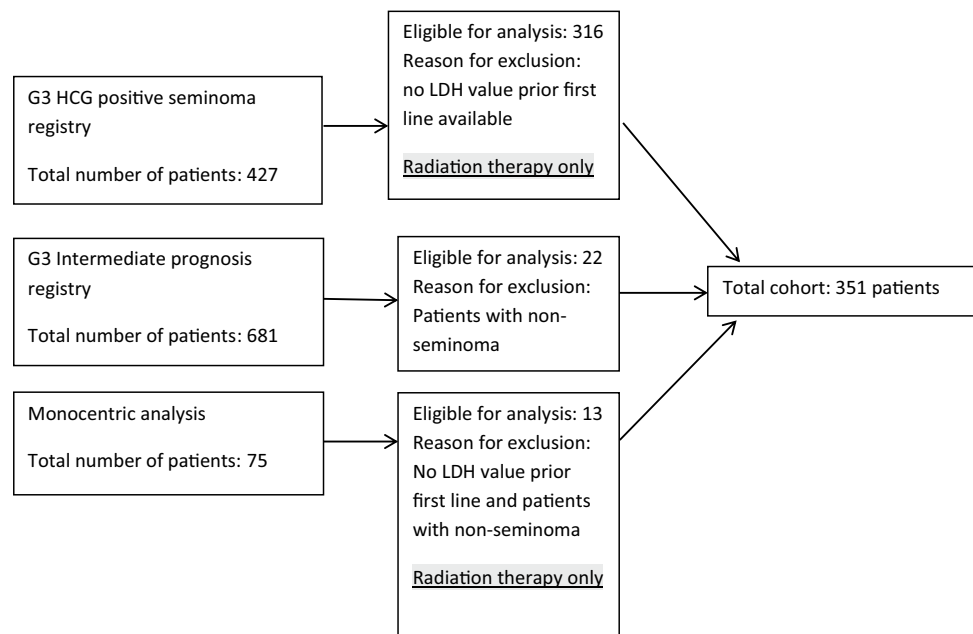 G3 HCG positive seminoma
registry
Total number of patients: 427
Eligible for analysis: 316
Reason for exclusion:
no LDH value prior first
line available
Radiation therapy only
G3 Intermediate prognosis
registry
Total number of patients: 681
Eligible for analysis: 22
Reason for exclusion:
Patients with non-
seminoma
Total cohort: 351 patients
Monocentric analysis
Total number of patients: 75
Eligible for analysis: 13
Reason for exclusion:
No LDH value prior
first line and patients
with non-seminoma
Radiation therapy only